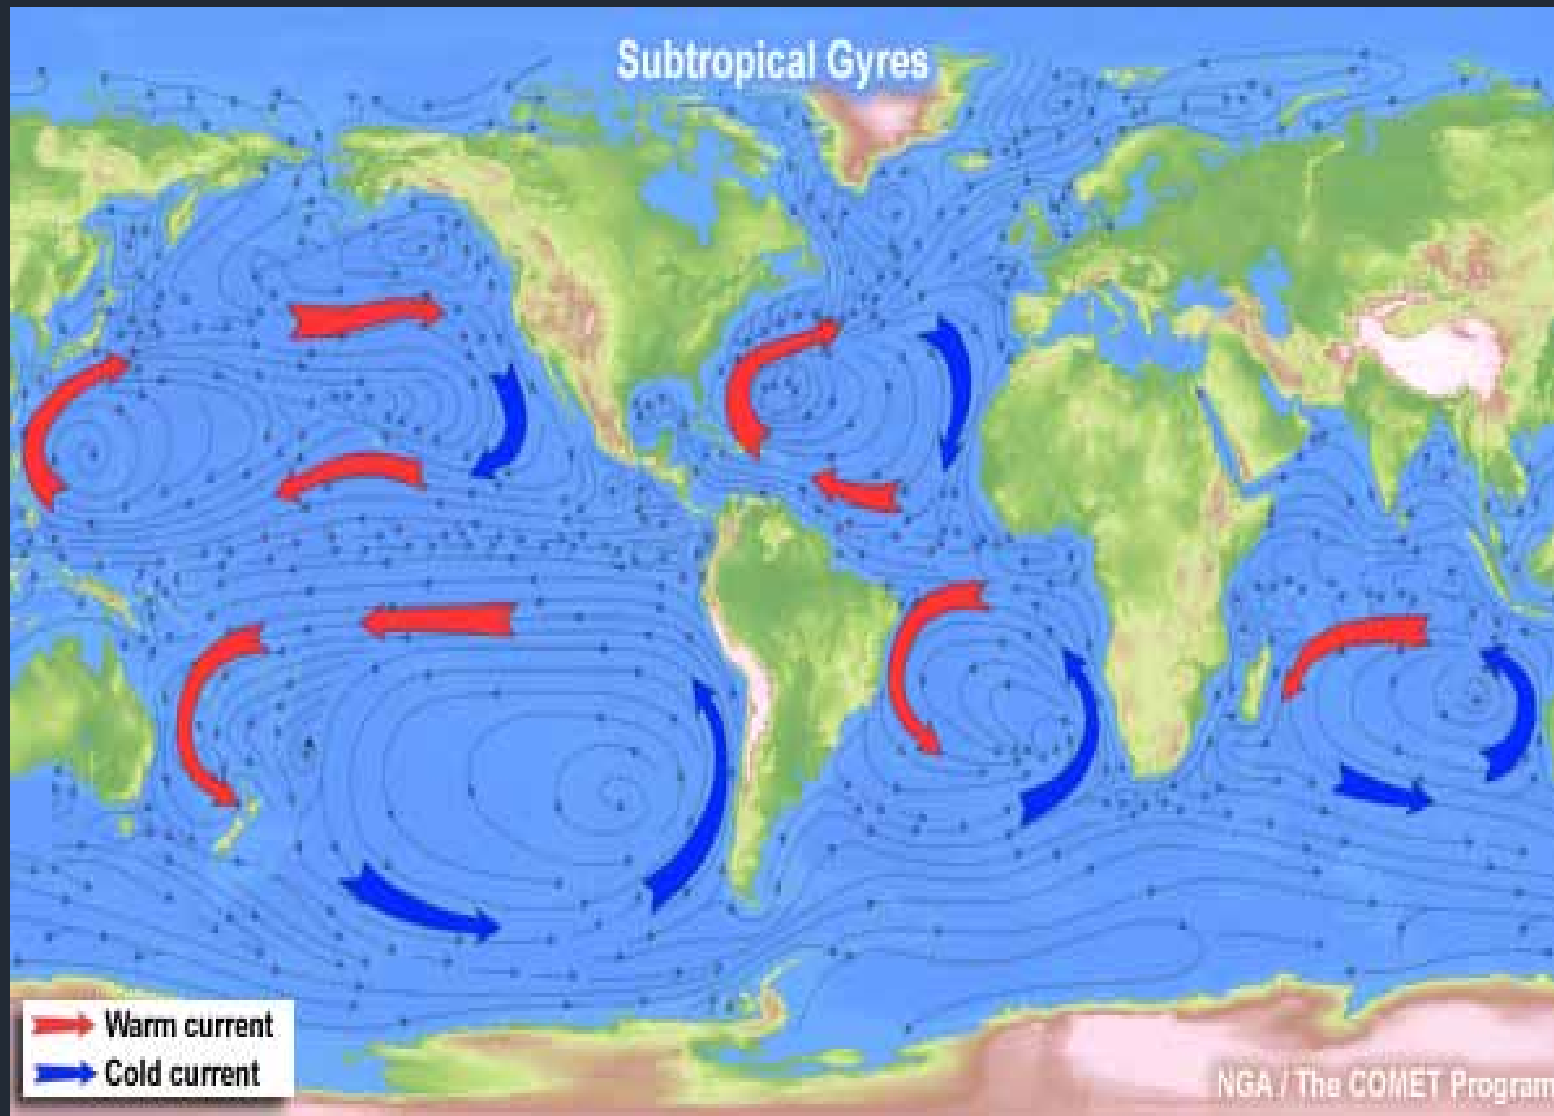 Subtropical Gyres
Warm current
Cold current
NGA / The COMET Program